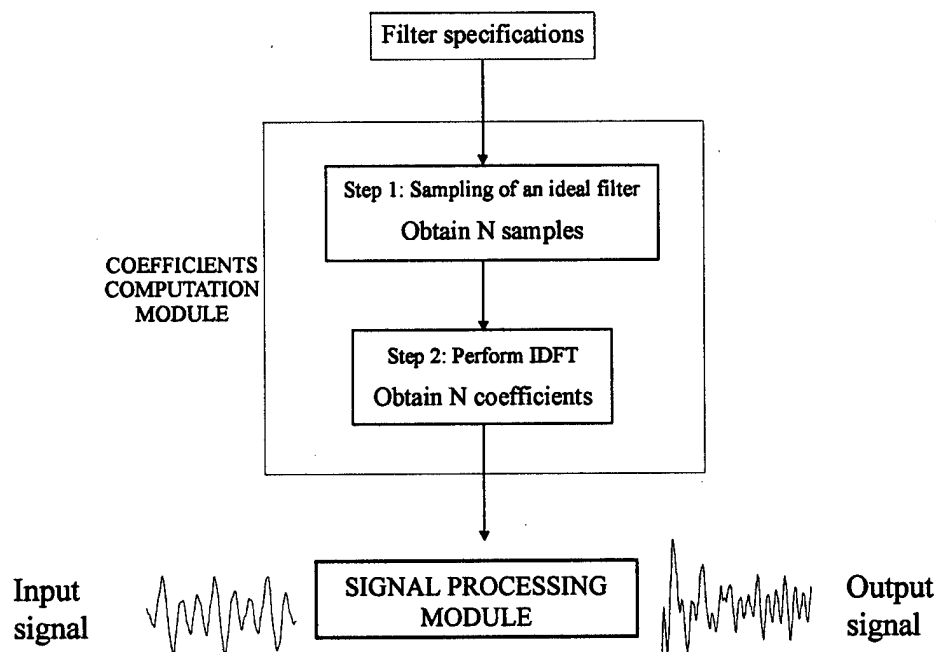 Filter specifications
Step 1: Sampling of an ideal filter
Obtain N samples
COEFFICIENTS
COMPUTATION
MODULE
Step 2: Perform IDFT
Obtain N coefficients
Input
signal
SIGNAL PROCESSING
MODULE
Output
signal